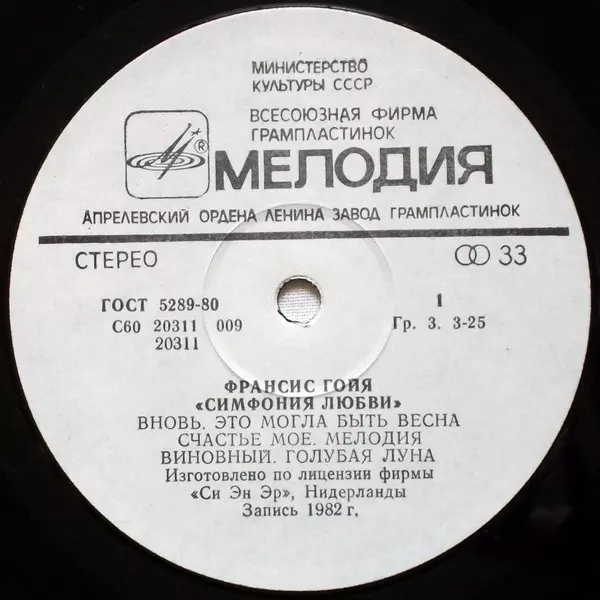 МИНИСТЕРСТВО
КУЛЬТУРЫ СССР
ВСЕСОЮЗНАЯ ФИРМА
ГРАМПЛАСТИНОК
®
МЕЛОДИЯ
АПРЕЛЕВСКИЙ ОРДЕНА ЛЕНИНА ЗАВОД ГРАМПЛАСТИНОК
СТЕРЕО 33
ГОСТ 5289-80 1
С60 20311 009 Гр. 3. 3-25
20311
ФРАНСИС ГОЙЯ
«СИМФОНИЯ ЛЮБВИ»
ВНОВЬ. ЭТО МОГЛА БЫТЬ ВЕСНА
СЧАСТЬЕ МОЕ. МЕЛОДИЯ
ВИНОВНЫЙ. ГОЛУБАЯ ЛУНА
Изготовлено по лицензии фирмы
«Си Эн Эр», Нидерланды
Запись 1982 г.